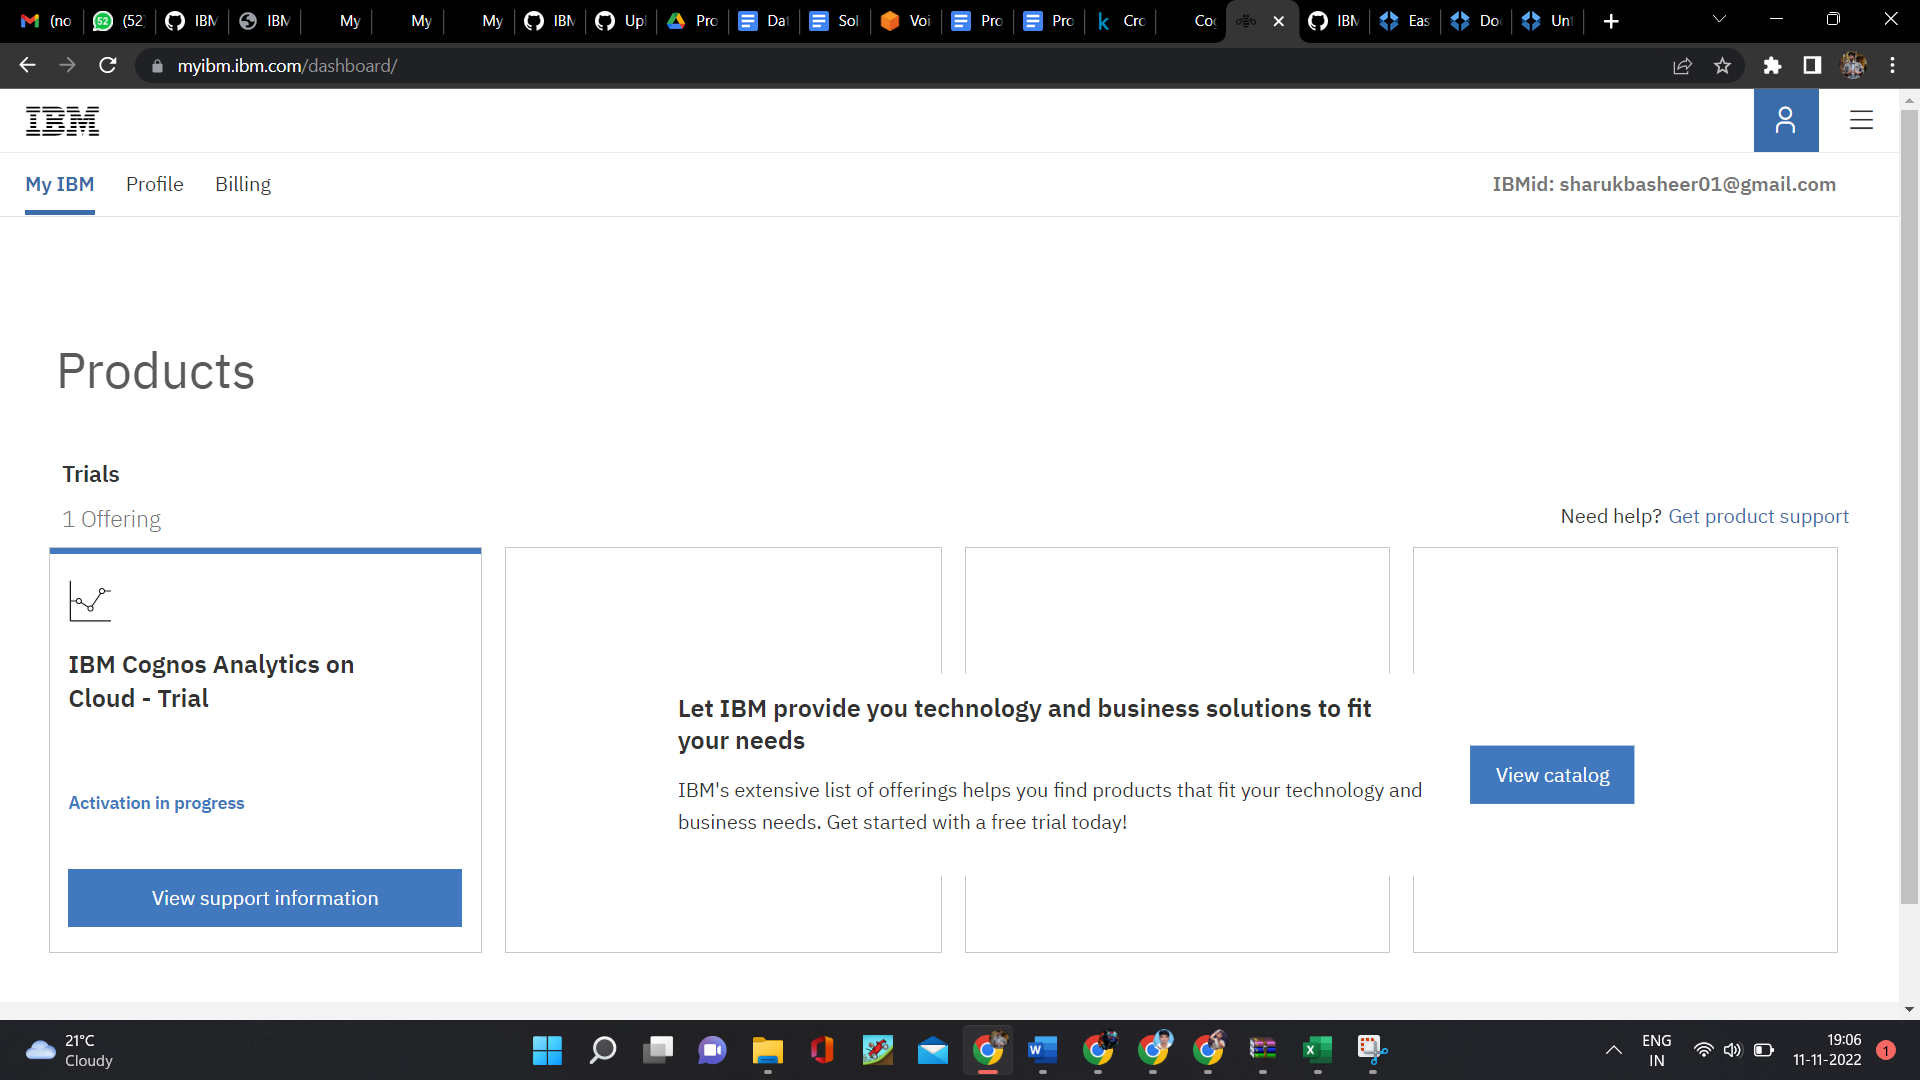 (no
(52
IBM
IBM
My
My
My
IBM
Upl
Pro
Dat
Sol
Voi
Pro
Pro
Cro
Cog
IBM
Eas
Do
Unt
myibm.ibm.com/dashboard/
IBM
My IBM Profile Billing IBMid: sharukbasheer01@gmail.com
Products
Trials
1 Offering
Need help? Get product support
IBM Cognos Analytics on
Cloud - Trial
Activation in progress
View support information
Let IBM provide you technology and business solutions to fit
your needs
IBM's extensive list of offerings helps you find products that fit your technology and
business needs. Get started with a free trial today!
View catalog
21°C
Cloudy
ENG
IN
19:06
11-11-2022
1